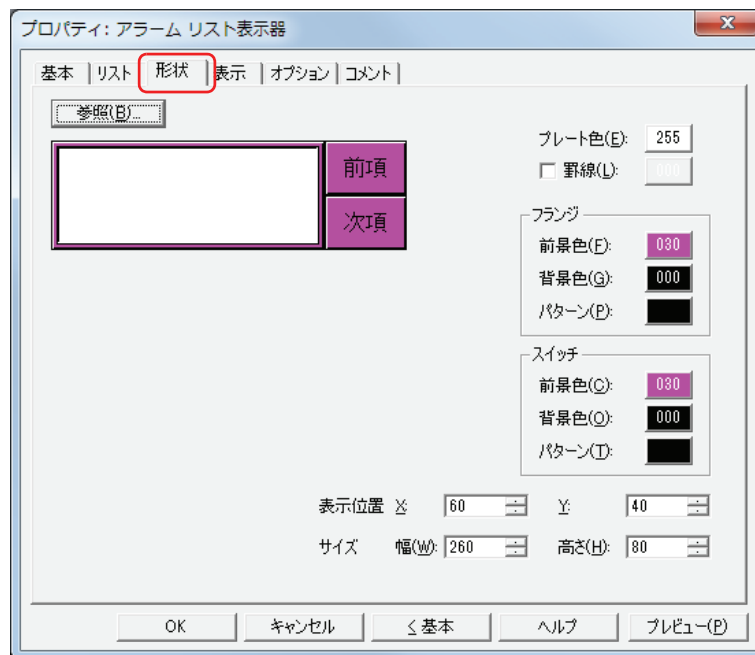 プロパティ: アラーム リスト表示器
x
基本 リスト 形状 表示 オプション コメント
参照(B)...
前項
次項
プレート色(E): 255
罫線(L): 000
フランジ
前景色(F): 030
背景色(G): 000
パターン(P):
スイッチ
前景色(C): 030
背景色(O): 000
パターン(T):
表示位置 X: 60 Y: 40
サイズ 幅(W): 260 高さ(H): 80
OK キャンセル < 基本 ヘルプ プレビュー(P)